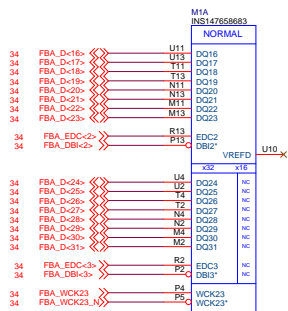 M1A
INS147658683
NORMAL
34 FBA_D<16> U11 DQ16
34 FBA_D<17> U13 DQ17
34 FBA_D<18> T11 DQ18
34 FBA_D<19> T13 DQ19
34 FBA_D<20> N11 DQ20
34 FBA_D<21> N13 DQ21
34 FBA_D<22> M11 DQ22
34 FBA_D<23> M13 DQ23
34 FBA_EDC<2> R13 EDC2
34 FBA_DBI<2> P13 DBI2*
VREFD U10
x32 x16
34 FBA_D<24> U4 DQ24 NC
34 FBA_D<25> U2 DQ25 NC
34 FBA_D<26> T4 DQ26 NC
34 FBA_D<27> T2 DQ27 NC
34 FBA_D<28> N4 DQ28 NC
34 FBA_D<29> N2 DQ29 NC
34 FBA_D<30> M4 DQ30 NC
34 FBA_D<31> M2 DQ31 NC
34 FBA_EDC<3> R2 EDC3 NC
34 FBA_DBI<3> P2 DBI3* NC
34 FBA_WCK23 P4 WCK23
34 FBA_WCK23_N P5 WCK23*